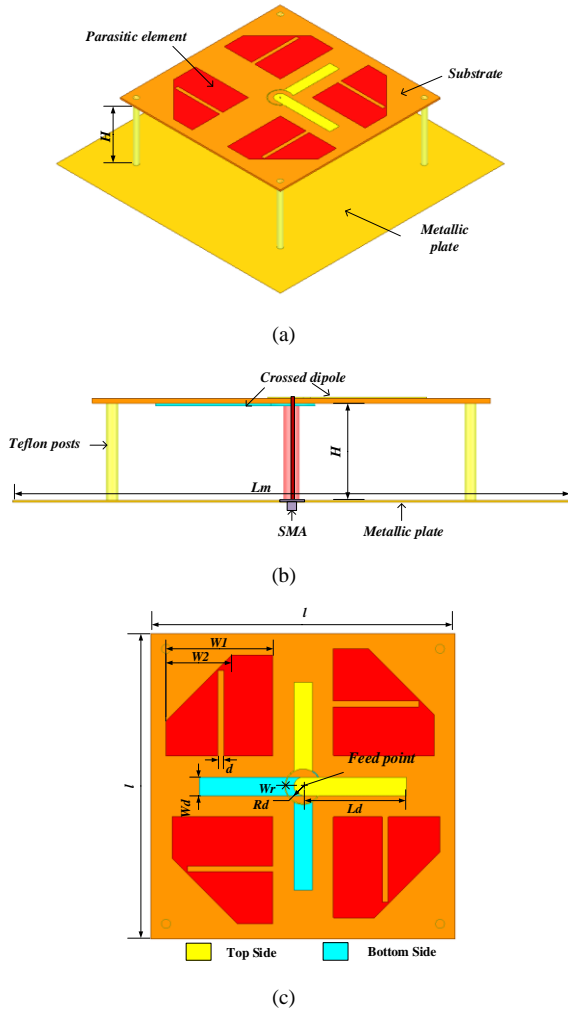 Parasitic element
Substrate
H
Metallic
plate
(a)
Crossed dipole
Teflon posts
H
Lm
SMA
Metallic plate
(b)
l
W1
W2
l
d
Feed point
Wr
Wd
Rd
Ld
Top Side
Bottom Side
(c)